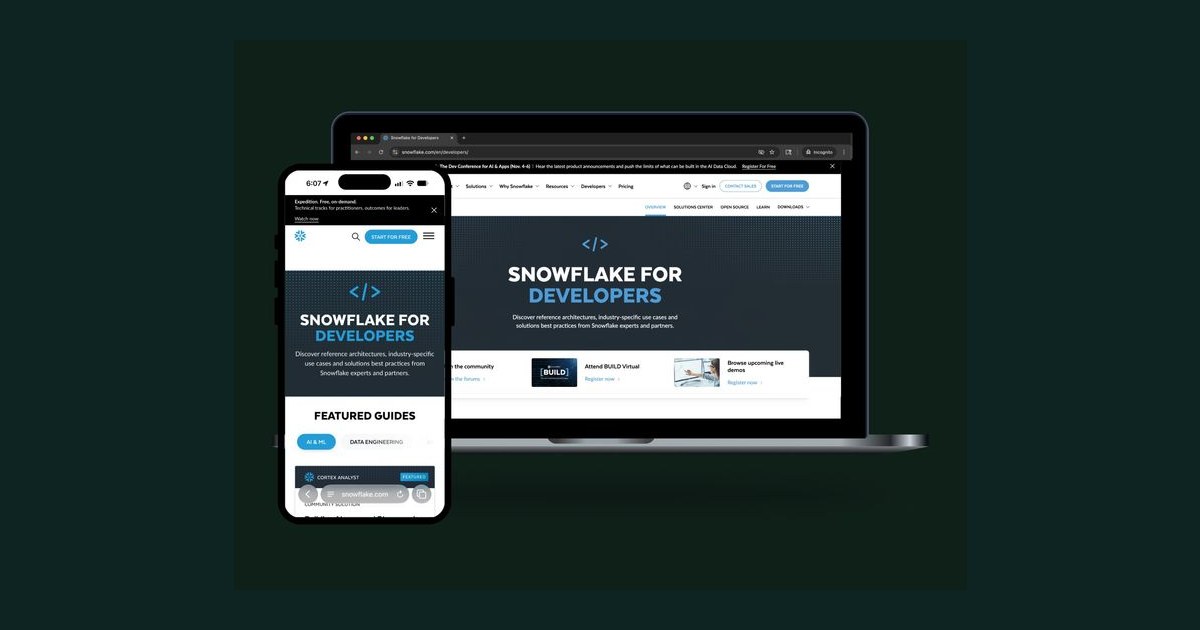 Snowflake for Developers
snowflake.com/en/developers/
Incognito
The Dev Conference for AI & Apps (Nov. 4-6) | Hear the latest product announcements and push the limits of what can be built in the AI Data Cloud. Register For Free
Solutions Why Snowflake Resources Developers Pricing
Sign in CONTACT SALES START FOR FREE
OVERVIEW SOLUTIONS CENTER OPEN SOURCE LEARN DOWNLOADS
</>
SNOWFLAKE FOR
DEVELOPERS
Discover reference architectures, industry-specific use cases and
solutions best practices from Snowflake experts and partners.
the community
the forums
[BUILD]
Attend BUILD Virtual
Register now
Browse upcoming live
demos
Register now
6:07
Expedition. Free, on-demand.
Technical tracks for practitioners, outcomes for leaders.
Watch now
START FOR FREE
</>
SNOWFLAKE FOR
DEVELOPERS
Discover reference architectures, industry-specific
use cases and solutions best practices from
Snowflake experts and partners.
FEATURED GUIDES
AI & ML DATA ENGINEERING
CORTEX ANALYST FEATURED
snowflake.com
COMMUNITY SOLUTION